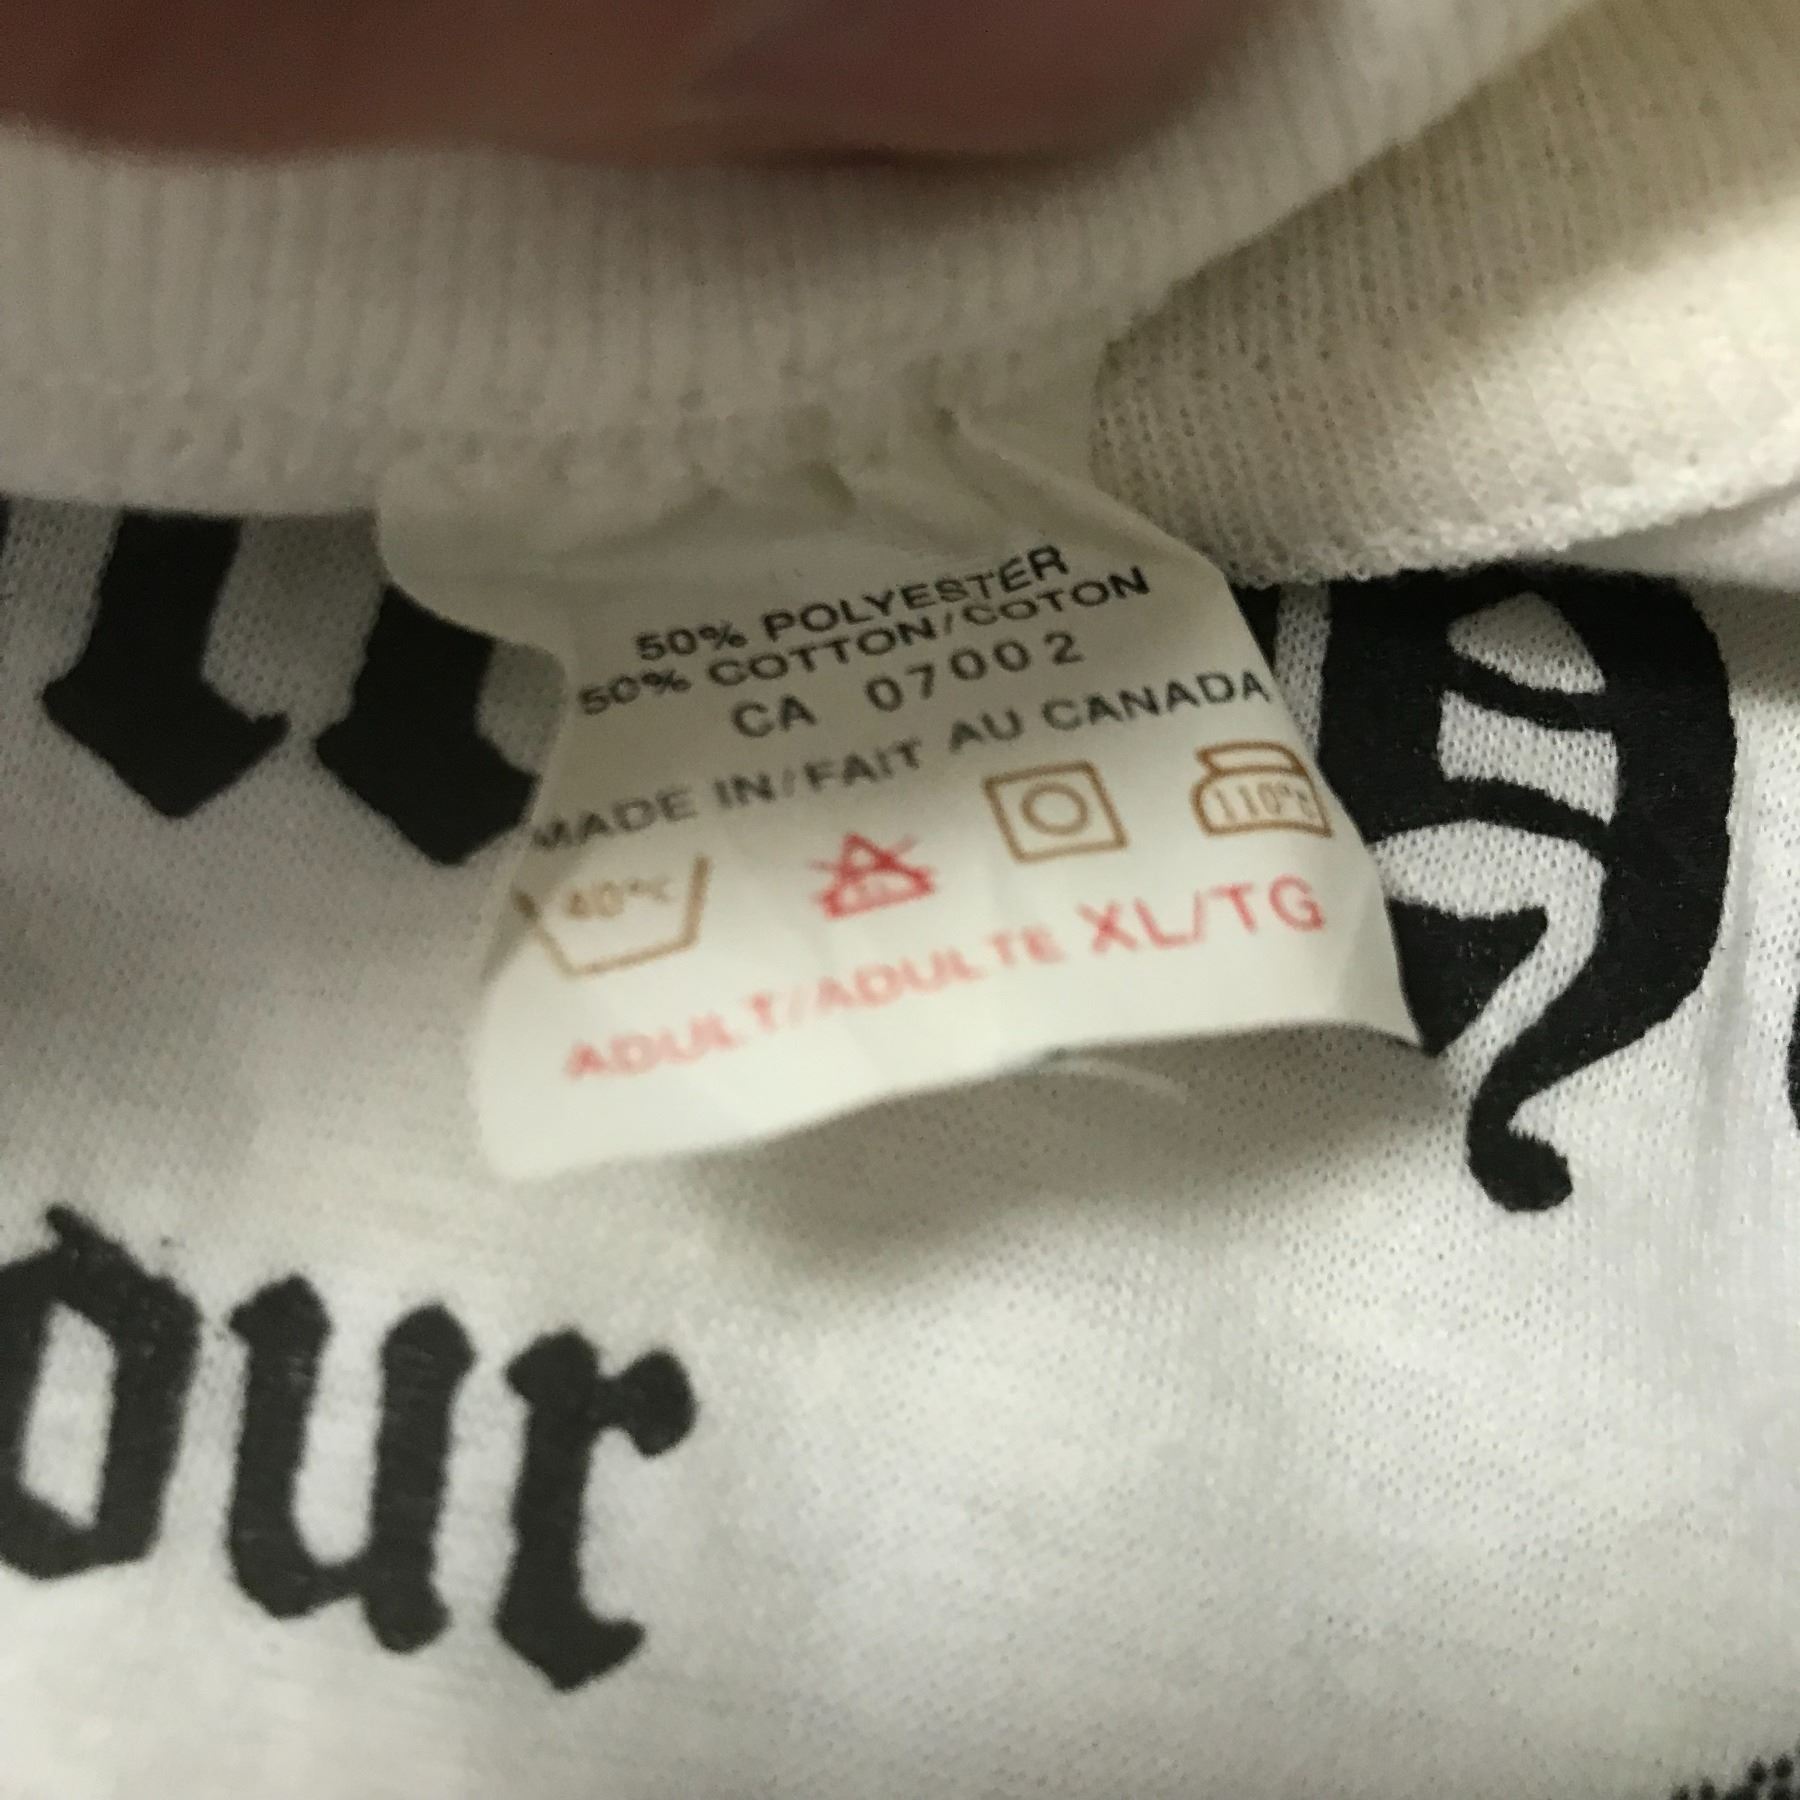 50% POLYESTER
50% COTTON/COTON
CA 07002
MADE IN/FAIT AU CANADA
40°C
110°C
ADULT/ADULTE XL/TG
our